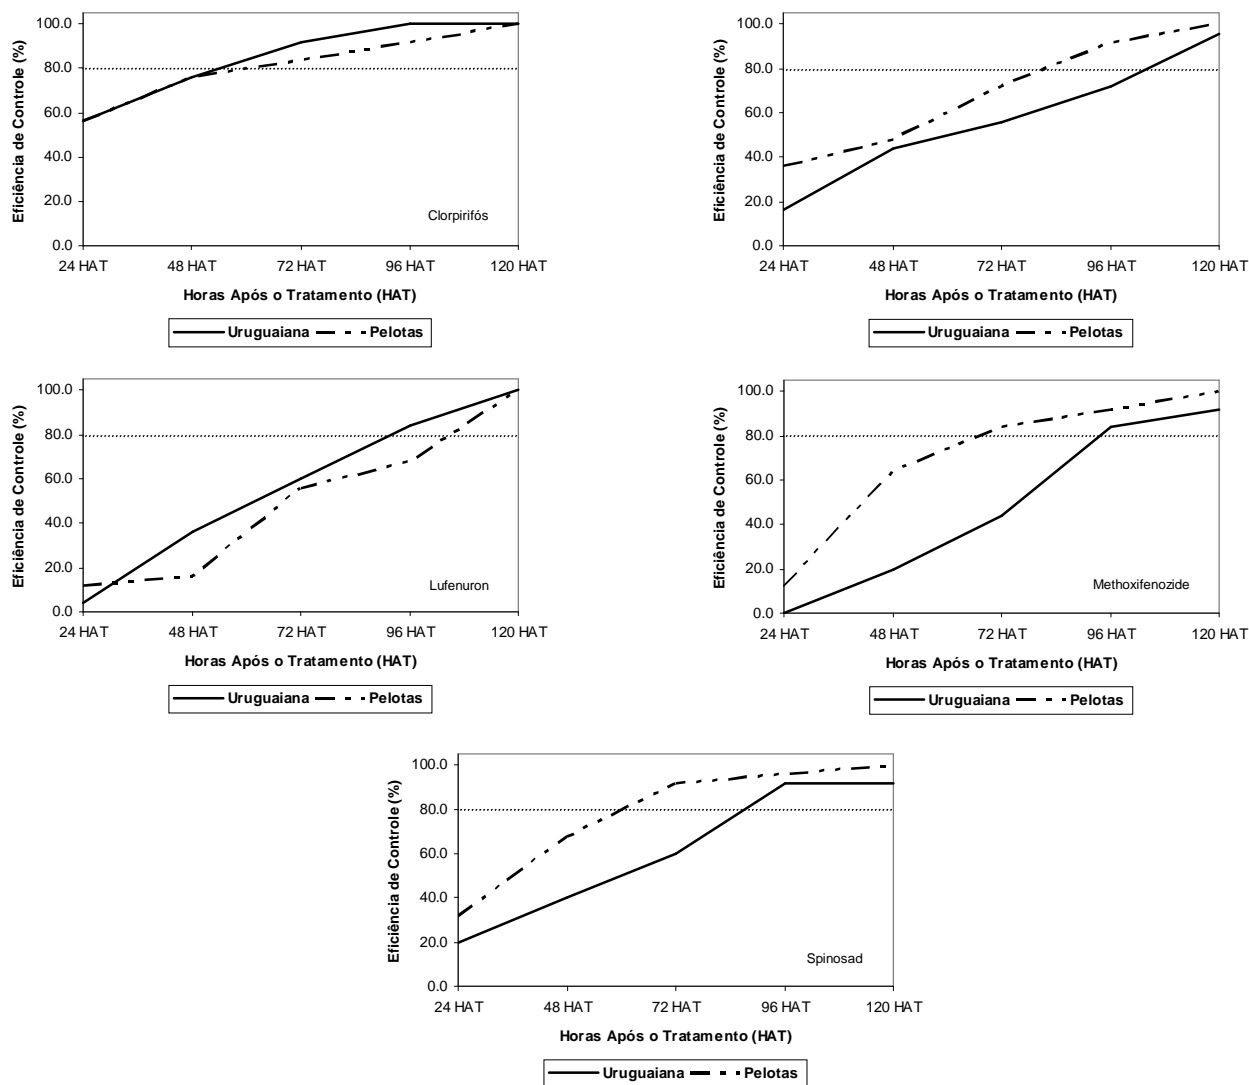 Eficiência de Controle (%)
100.0
80.0
60.0
40.0
20.0
0.0
Clorpirifós
24 HAT 48 HAT 72 HAT 96 HAT 120 HAT
Horas Após o Tratamento (HAT)
Uruguaiana Pelotas
Eficiência de Controle (%)
100.0
80.0
60.0
40.0
20.0
0.0
24 HAT 48 HAT 72 HAT 96 HAT 120 HAT
Horas Após o Tratamento (HAT)
Uruguaiana Pelotas
Eficiência de Controle (%)
100.0
80.0
60.0
40.0
20.0
0.0
Lufenuron
24 HAT 48 HAT 72 HAT 96 HAT 120 HAT
Horas Após o Tratamento (HAT)
Uruguaiana Pelotas
Eficiência de Controle (%)
100.0
80.0
60.0
40.0
20.0
0.0
Methoxifenozide
24 HAT 48 HAT 72 HAT 96 HAT 120 HAT
Horas Após o Tratamento (HAT)
Uruguaiana Pelotas
Eficiência de Controle (%)
100.0
80.0
60.0
40.0
20.0
0.0
Spinosad
24 HAT 48 HAT 72 HAT 96 HAT 120 HAT
Horas Após o Tratamento (HAT)
Uruguaiana Pelotas